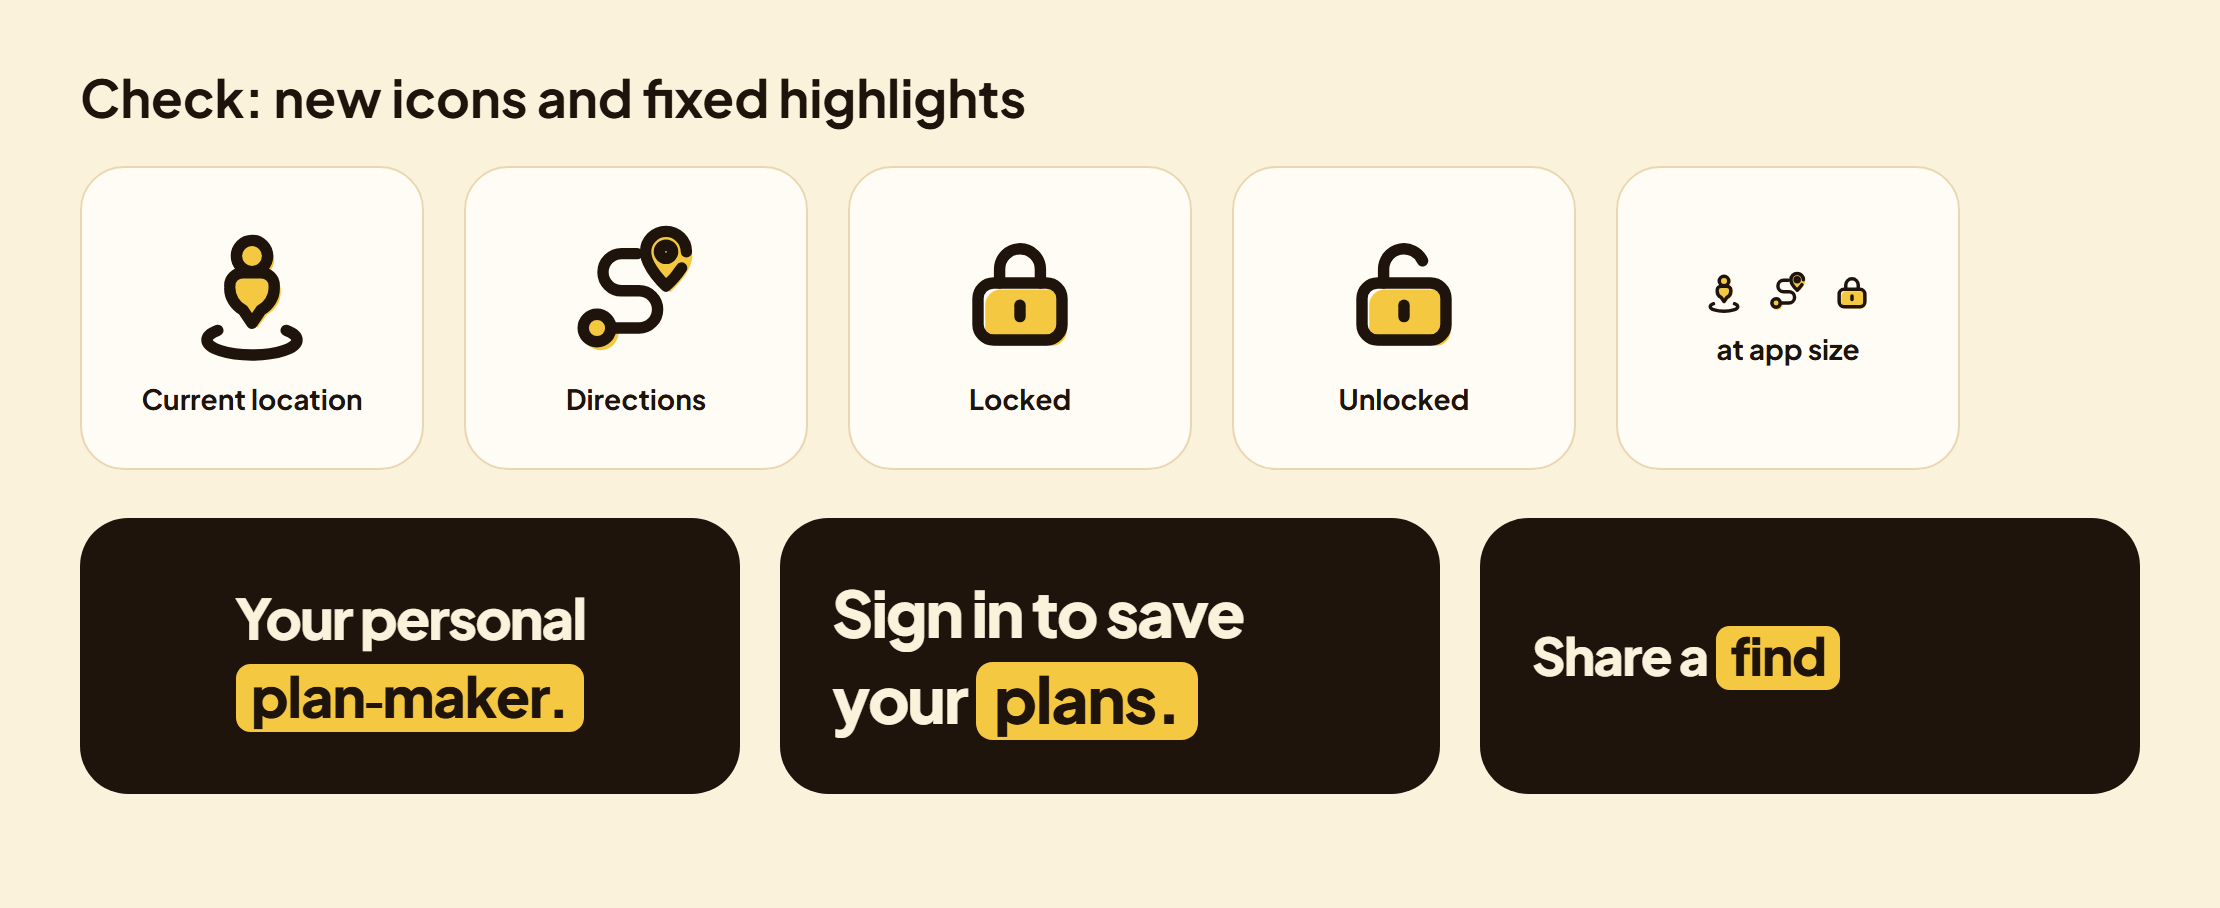 Check: new icons and fixed highlights
Current location
Directions
Locked
Unlocked
at app size
Your personal
plan-maker.
Sign in to save
your plans.
Share a find